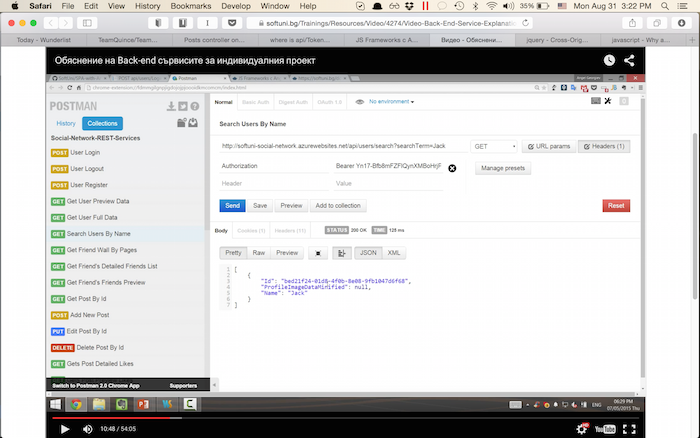 Safari File Edit View History Bookmarks Develop Window Help 35% Mon Aug 31 3:22 PM
softuni.bg/Trainings/Resources/Video/4274/Video-Back-End-Service-Explanati
Today - Wunderlist TeamQuince/TeamW... Posts controller on... where is api/Token... JS Frameworks с A... Видео - Обяснени... jquery - Cross-Orig... javascript - Why a...
Обяснение на Back-end сървисите за индивидуалния проект
POSTMAN
History Collections
Social-Network-REST-Services
POST User Login
POST User Logout
POST User Register
GET Get User Preview Data
GET Get User Full Data
GET Search Users By Name
GET Get Friend Wall By Pages
GET Get Friend's Detailed Friends List
GET Get Friend's Friends Preview
GET Get Post By Id
POST Add New Post
PUT Edit Post By Id
DELETE Delete Post By Id
GET Gets Post Detailed Likes
Switch to Postman 2.0 Chrome App Supporters
Normal Basic Auth Digest Auth OAuth 1.0 No environment
Search Users By Name
http://softuni-social-network.azurewebsites.net/api/users/search?searchTerm=Jack GET URL params Headers (1)
Authorization Bearer Yn17-Bfb8mFZFlQynXMBoHrjF Manage presets
Header Value
Send Save Preview Add to collection Reset
Body Cookies (1) Headers (11) STATUS 200 OK TIME 125 ms
Pretty Raw Preview JSON XML
1 [
2 {
3 "Id": "bed21f24-01d8-4f0b-8e08-9fb1047d6f68",
4 "ProfileImageDataMinified": null,
5 "Name": "Jack"
6 }
7 ]
ENG 06:29 PM
07/05/2015 Thu
10:48 / 54:05 HD YouTube